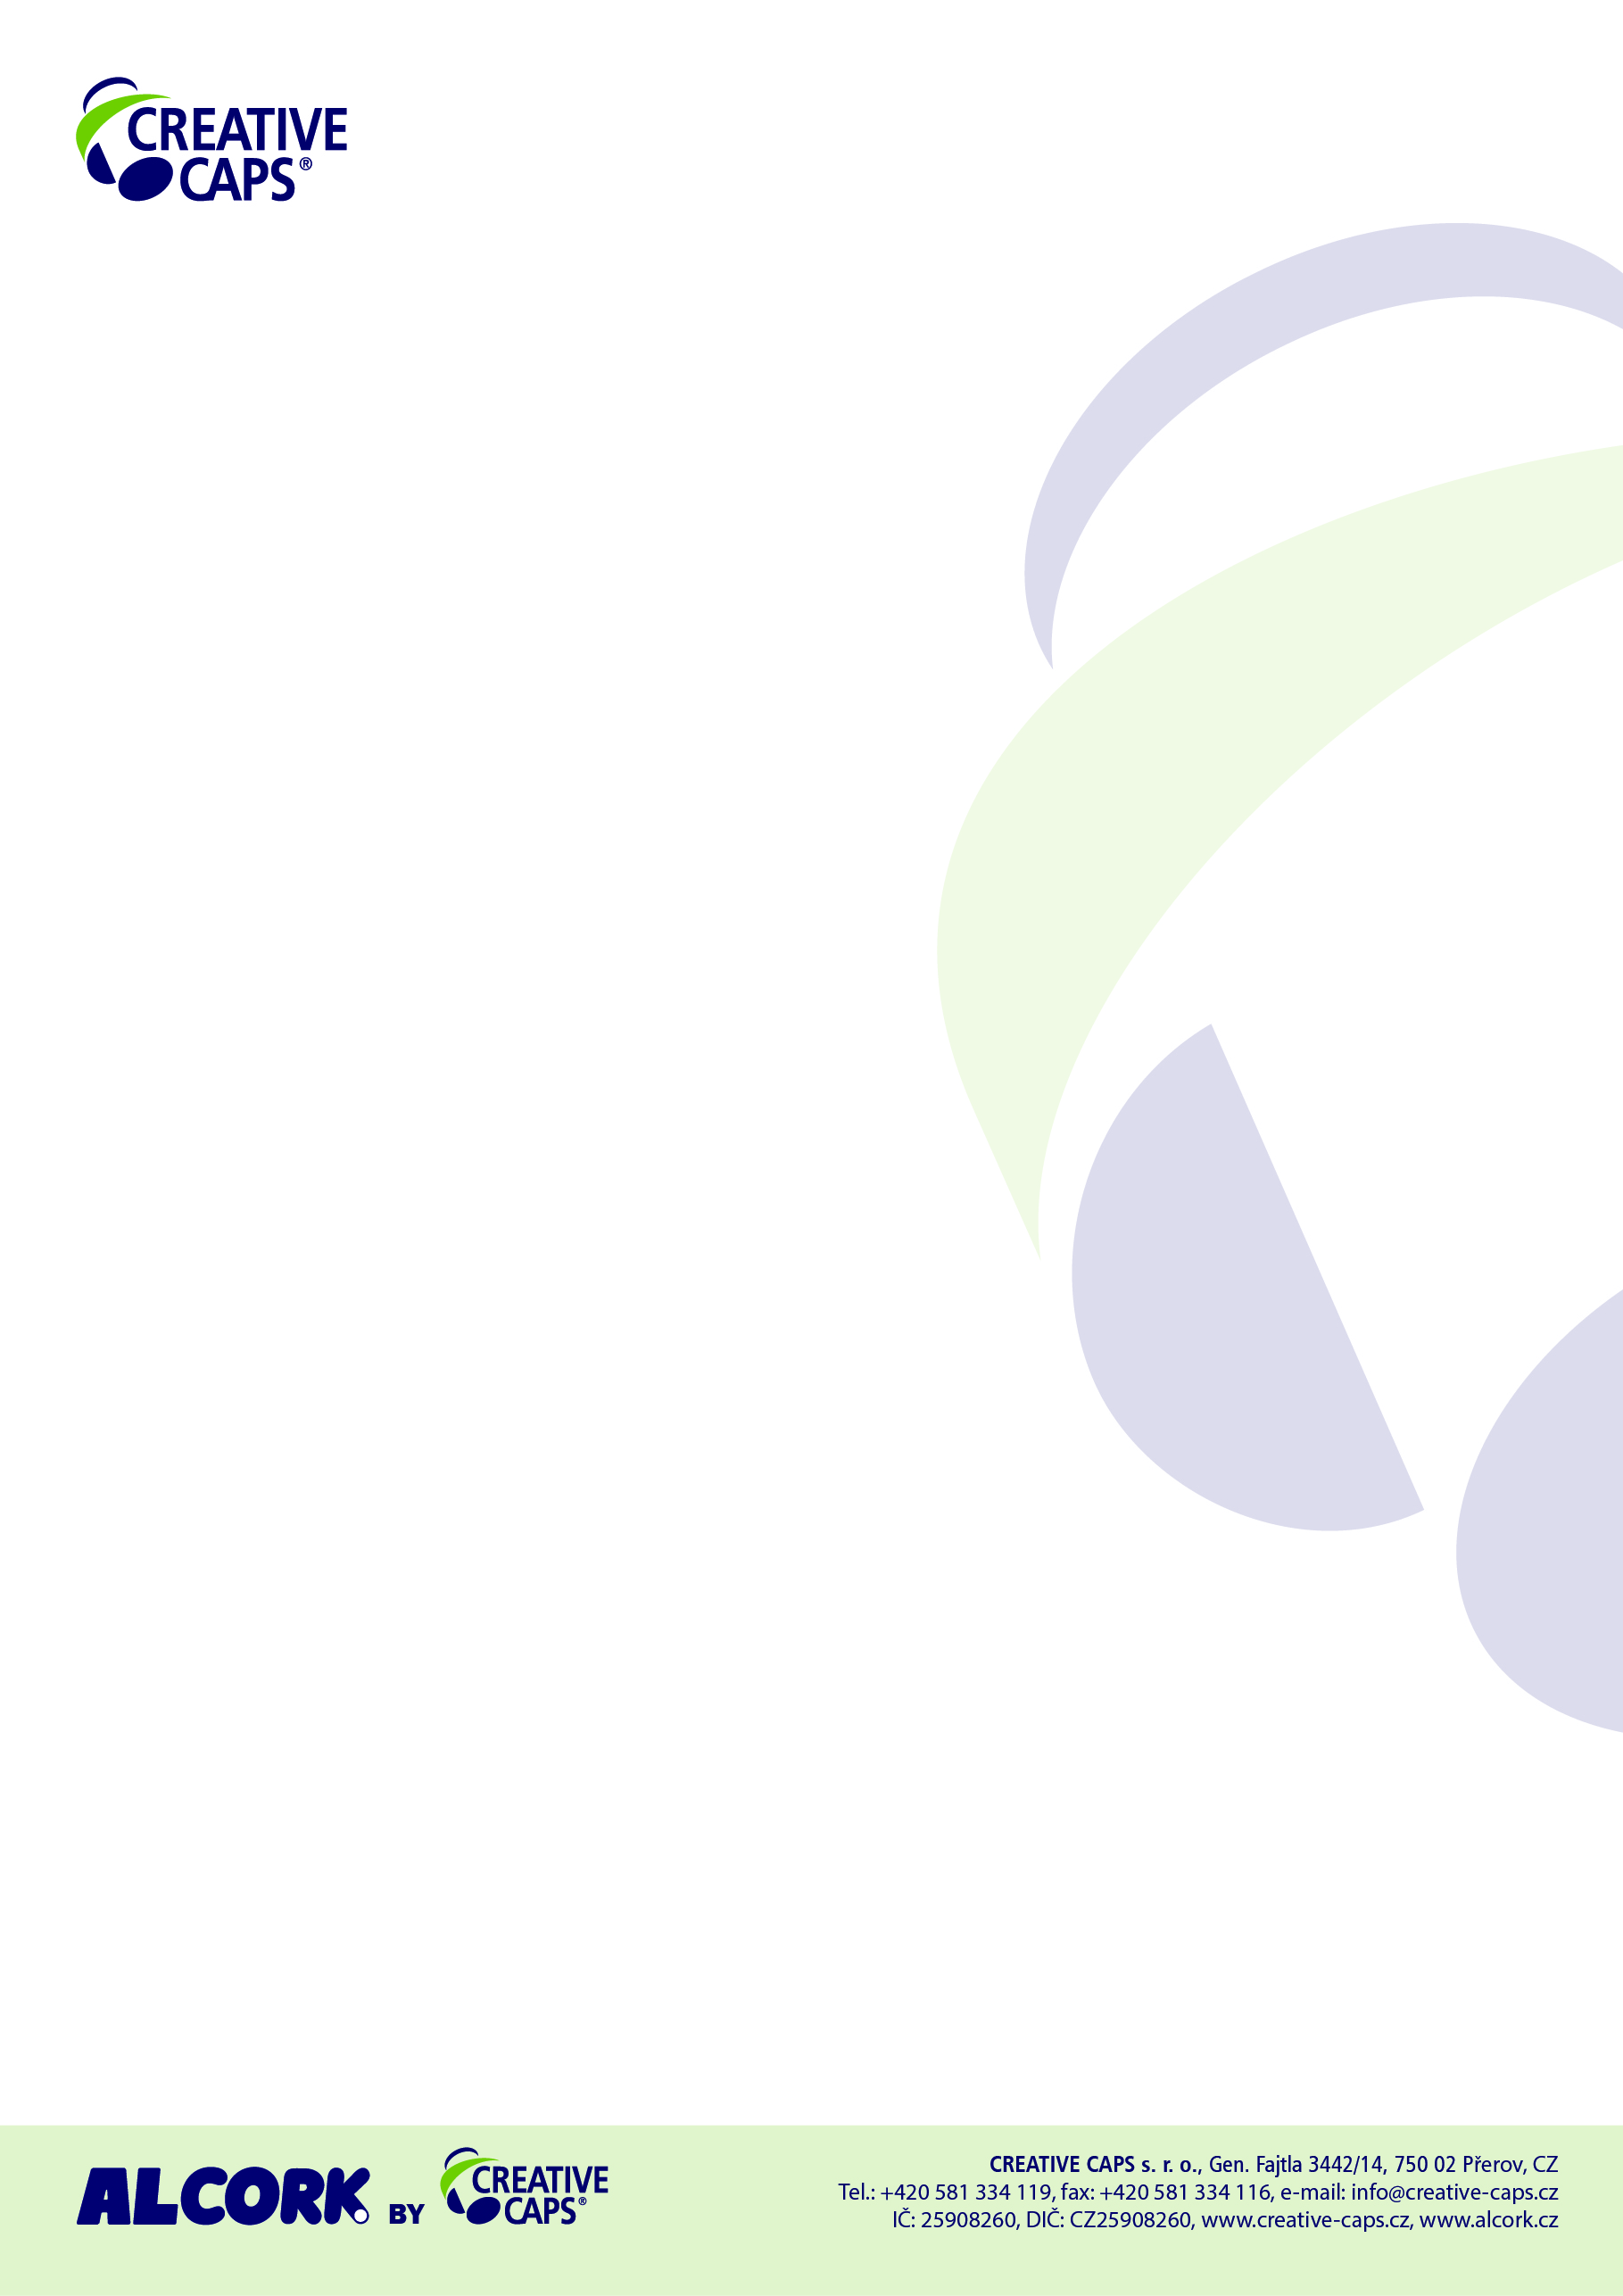 CREATIVE
CAPS®
ALCORK BY CREATIVE
CAPS®
CREATIVE CAPS s. r. o., Gen. Fajtla 3442/14, 750 02 Přerov, CZ
Tel.: +420 581 334 119, fax: +420 581 334 116, e-mail: info@creative-caps.cz
IČ: 25908260, DIČ: CZ25908260, www.creative-caps.cz, www.alcork.cz